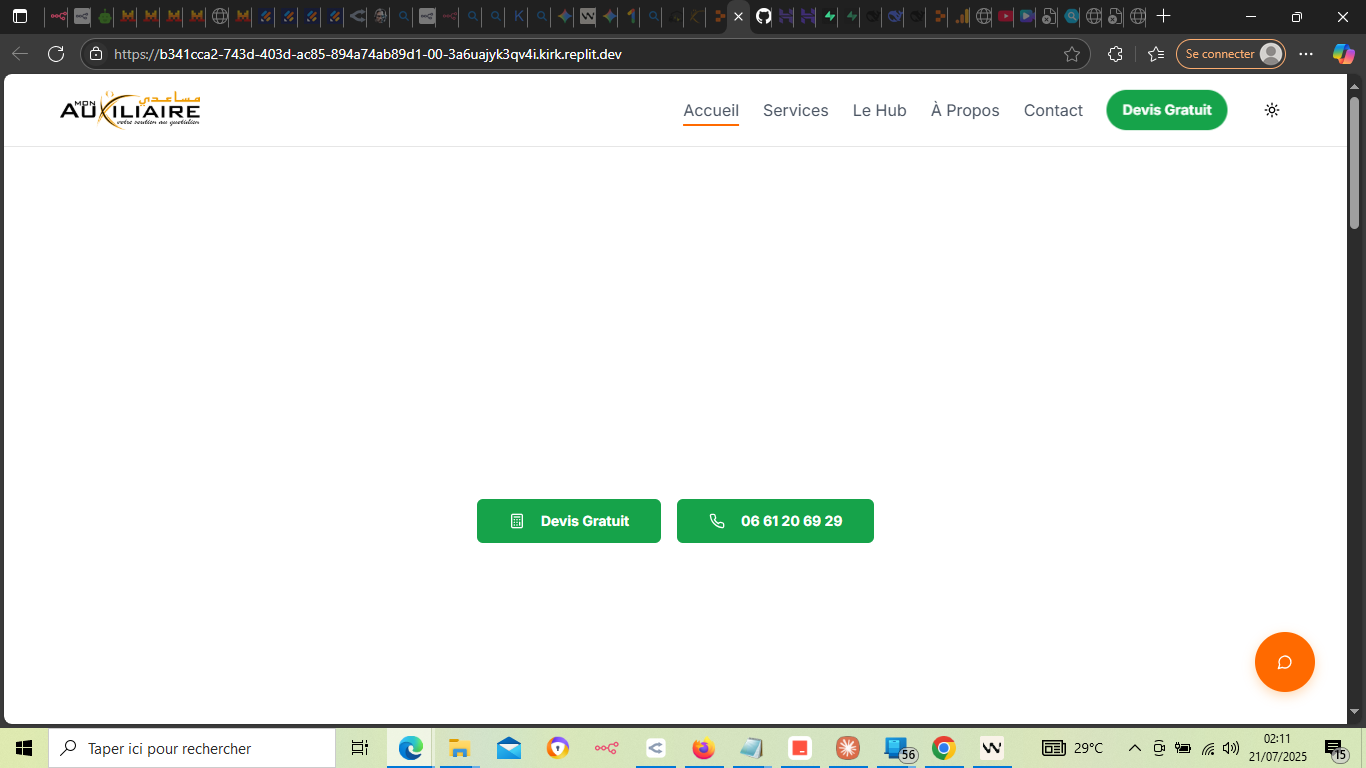 https://b341cca2-743d-403d-ac85-894a74ab89d1-00-3a6uajyk3qv4i.kirk.replit.dev
Se connecter
MON
AUXILIAIRE
مساعدي
votre soutien au quotidien
Accueil
Services
Le Hub
À Propos
Contact
Devis Gratuit
Devis Gratuit
06 61 20 69 29
Taper ici pour rechercher
56
29°C
02:11
21/07/2025
15